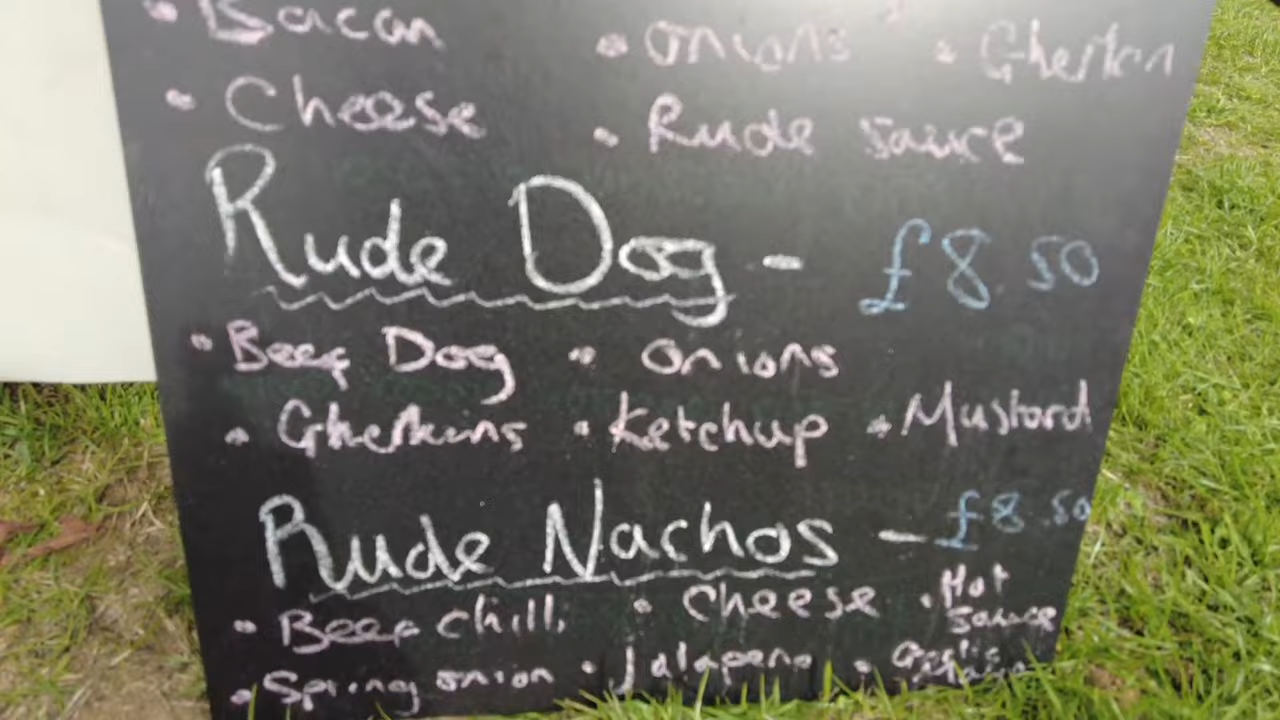 • Bacon • Onions • Gherkin
• Cheese • Rude sauce
Rude Dog - £8.50
• Beef Dog • Onions
• Gherkins • Ketchup • Mustard
Rude Nachos - £8.50
• Beef chilli • Cheese • Hot Sauce
• Spring onion • Jalapeno • Garlic